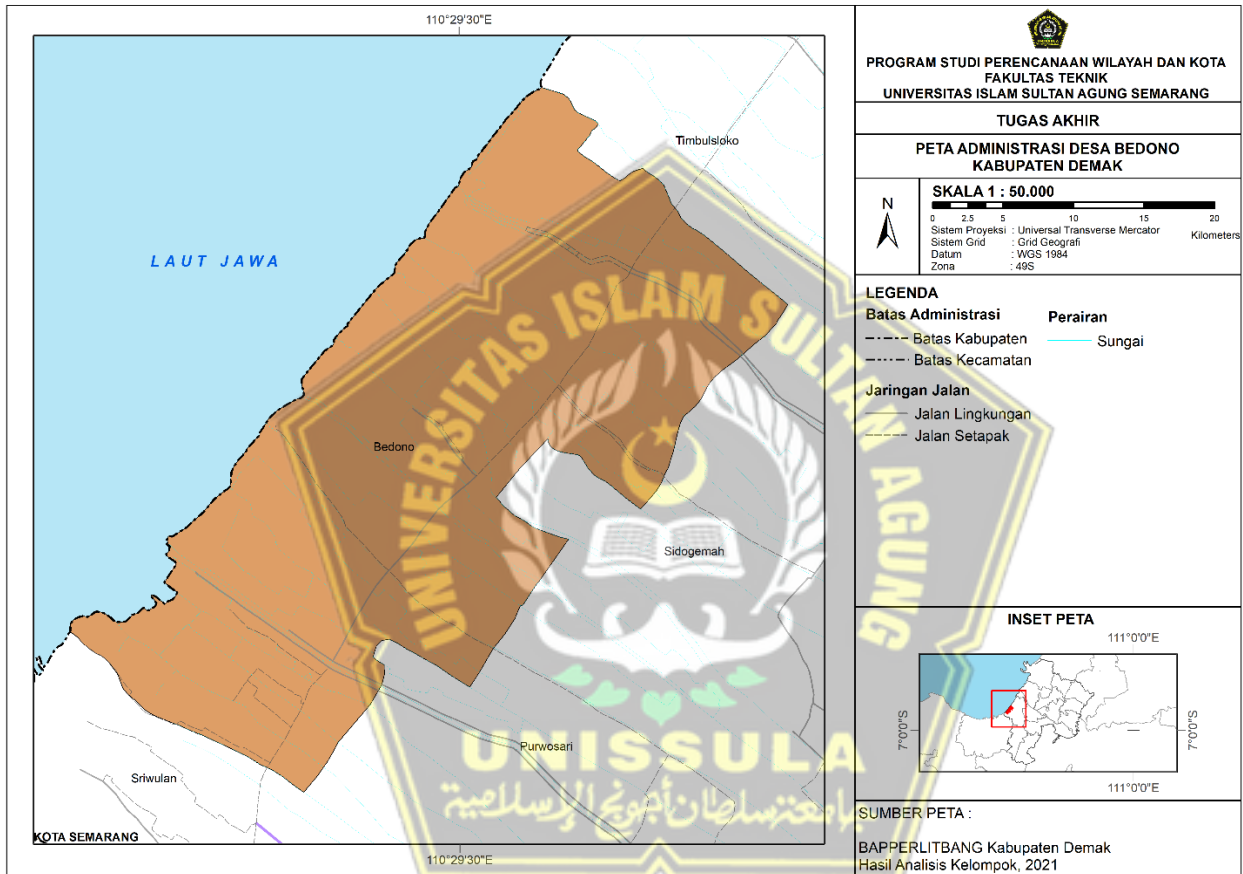 110°29'30"E
Timbulsloko
LAUT JAWA
Bedono
Sidogemah
Purwosari
Sriwulan
KOTA SEMARANG
110°29'30"E
UNIVERSITAS ISLAM SULTAN AGUNG
UNISSULA
جامعتنسلطان أجونج الإسلامية
PROGRAM STUDI PERENCANAAN WILAYAH DAN KOTA
FAKULTAS TEKNIK
UNIVERSITAS ISLAM SULTAN AGUNG SEMARANG
TUGAS AKHIR
PETA ADMINISTRASI DESA BEDONO
KABUPATEN DEMAK
N
SKALA 1 : 50.000
0 2.5 5 10 15 20
Kilometers
Sistem Proyeksi : Universal Transverse Mercator
Sistem Grid : Grid Geografi
Datum : WGS 1984
Zona : 49S
LEGENDA
Batas Administrasi
Batas Kabupaten
Batas Kecamatan
Perairan
Sungai
Jaringan Jalan
Jalan Lingkungan
Jalan Setapak
INSET PETA
111°0'0"E
7°0'0"S
7°0'0"S
111°0'0"E
SUMBER PETA :
BAPPERLITBANG Kabupaten Demak
Hasil Analisis Kelompok, 2021